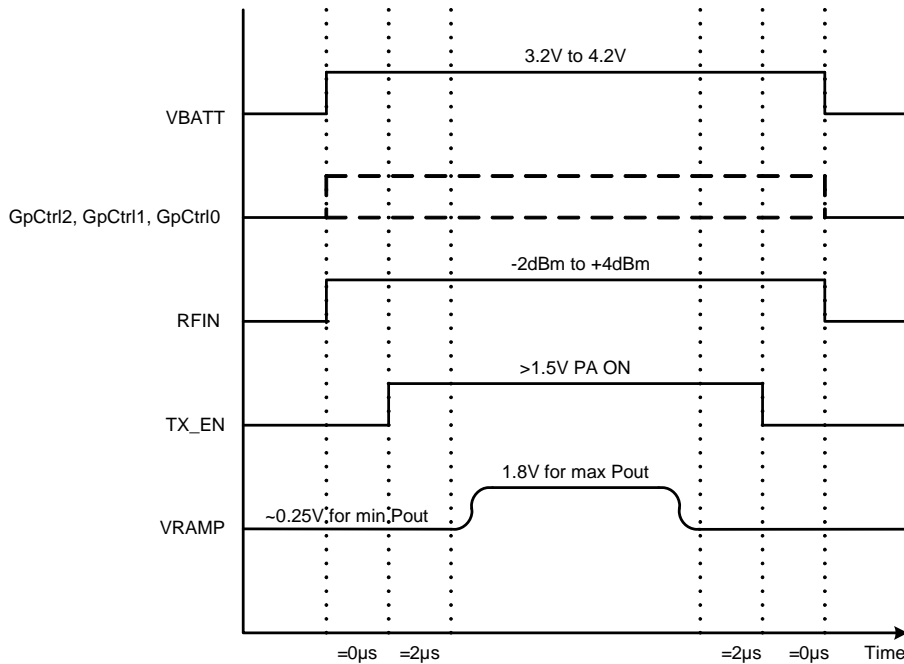 3.2V to 4.2V
VBATT
GpCtrl2, GpCtrl1, GpCtrl0
-2dBm to +4dBm
RFIN
>1.5V PA ON
TX_EN
1.8V for max Pout
~0.25V for min Pout
VRAMP
=0µs =2µs =2µs =0µs Time